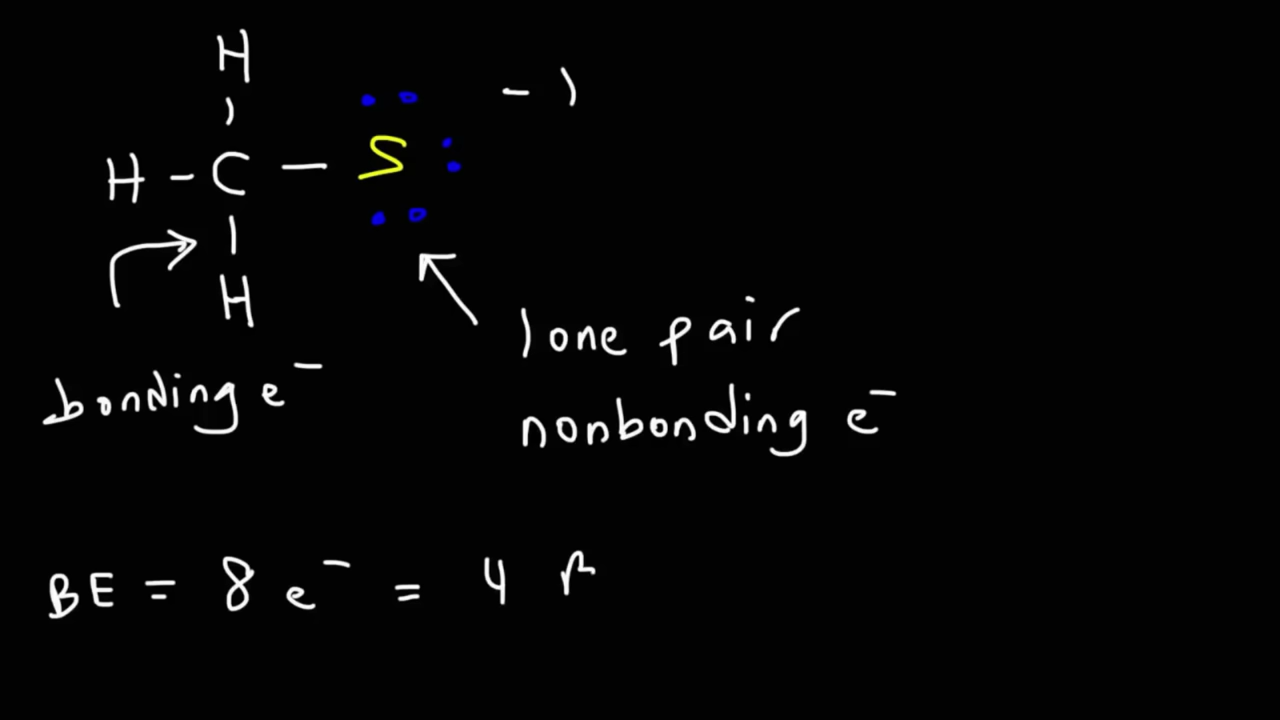 H
- 1
H - C — S
H
lone pair
bonding e⁻
nonbonding e⁻
BE = 8 e⁻ = 4